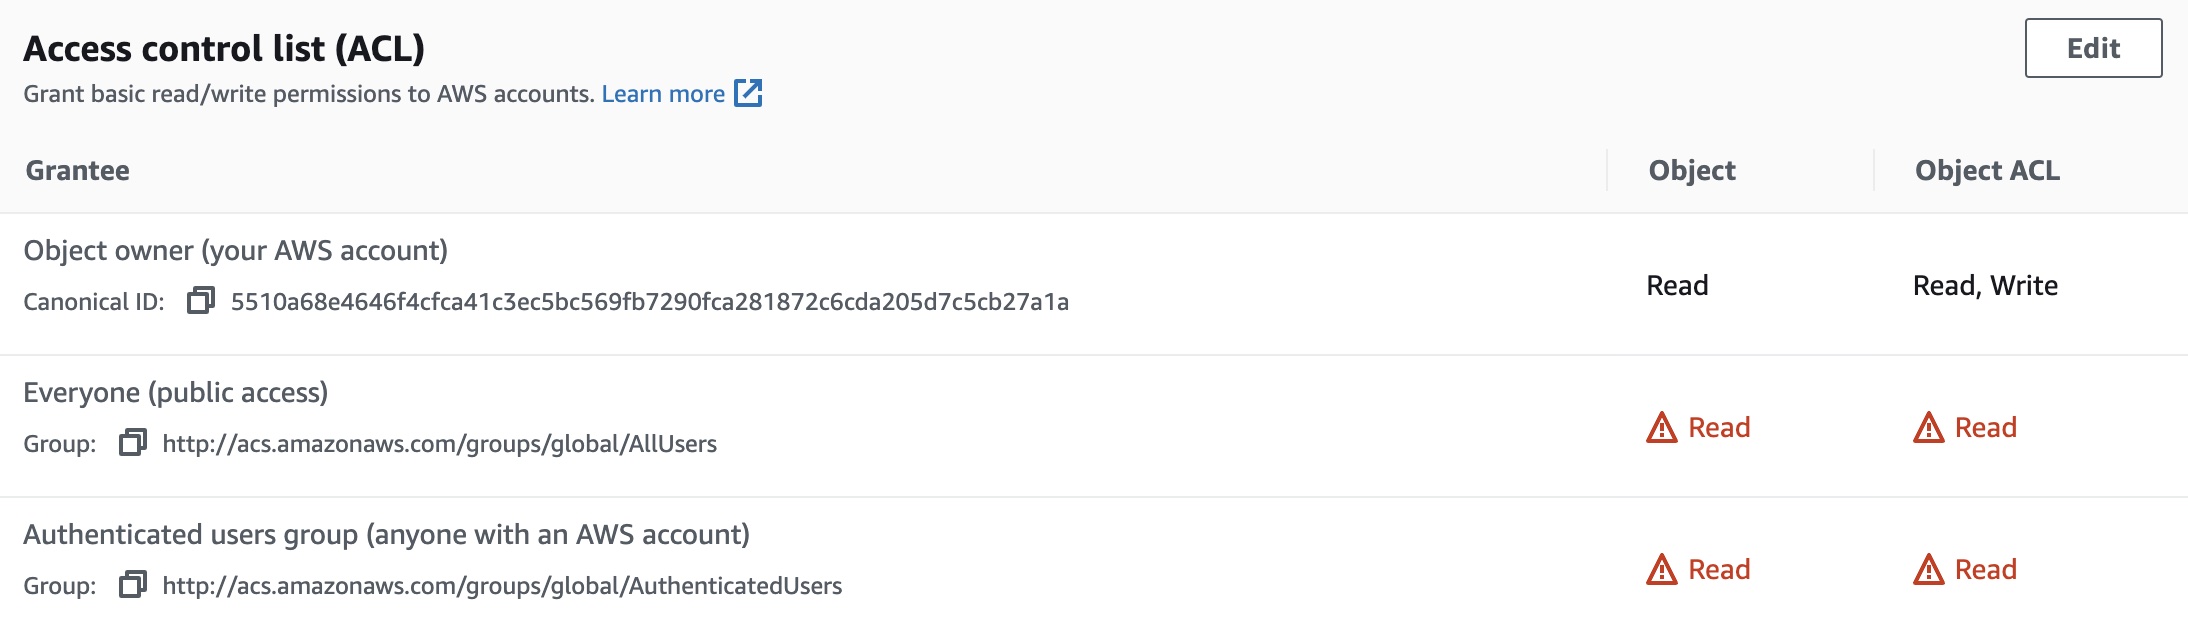 Access control list (ACL)
Edit
Grant basic read/write permissions to AWS accounts. Learn more
Grantee Object Object ACL
Object owner (your AWS account)
Canonical ID: 5510a68e4646f4cfca41c3ec5bc569fb7290fca281872c6cda205d7c5cb27a1a
Read Read, Write
Everyone (public access)
Group: http://acs.amazonaws.com/groups/global/AllUsers
Read Read
Authenticated users group (anyone with an AWS account)
Group: http://acs.amazonaws.com/groups/global/AuthenticatedUsers
Read Read